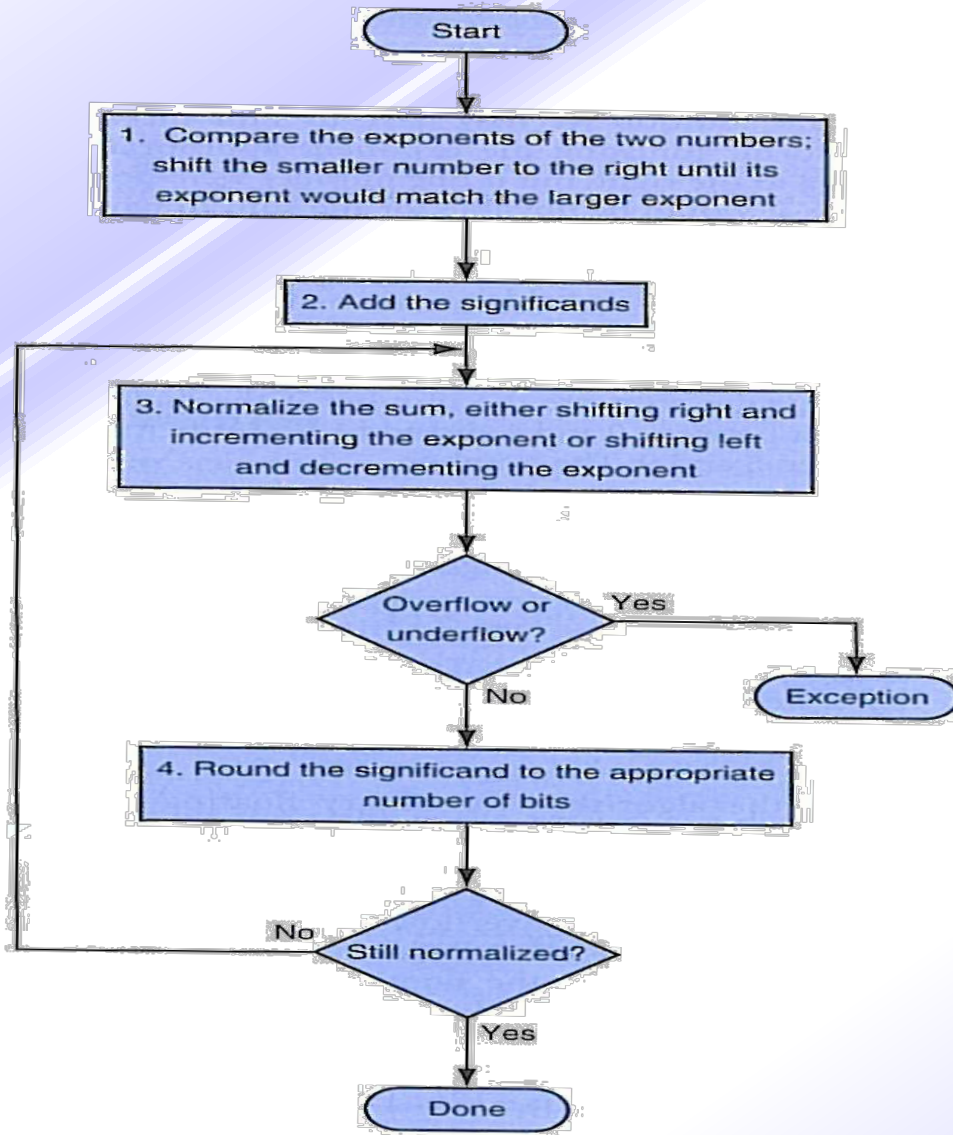 Start
1. Compare the exponents of the two numbers;
shift the smaller number to the right until its
exponent would match the larger exponent
2. Add the significands
3. Normalize the sum, either shifting right and
incrementing the exponent or shifting left
and decrementing the exponent
Overflow or
underflow?
Yes
No
Exception
4. Round the significand to the appropriate
number of bits
No
Still normalized?
Yes
Done